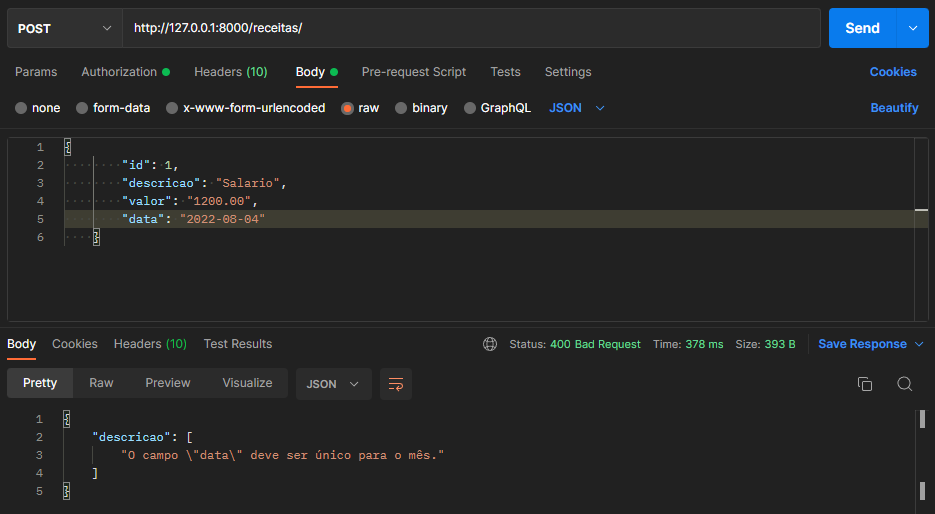 POST http://127.0.0.1:8000/receitas/ Send
Params Authorization Headers (10) Body Pre-request Script Tests Settings Cookies
none form-data x-www-form-urlencoded raw binary GraphQL JSON Beautify
1 {
2 "id": 1,
3 "descricao": "Salario",
4 "valor": "1200.00",
5 "data": "2022-08-04"
6 }
Body Cookies Headers (10) Test Results Status: 400 Bad Request Time: 378 ms Size: 393 B Save Response
Pretty Raw Preview Visualize JSON
1 {
2 "descricao": [
3 "O campo \"data\" deve ser único para o mês."
4 ]
5 }